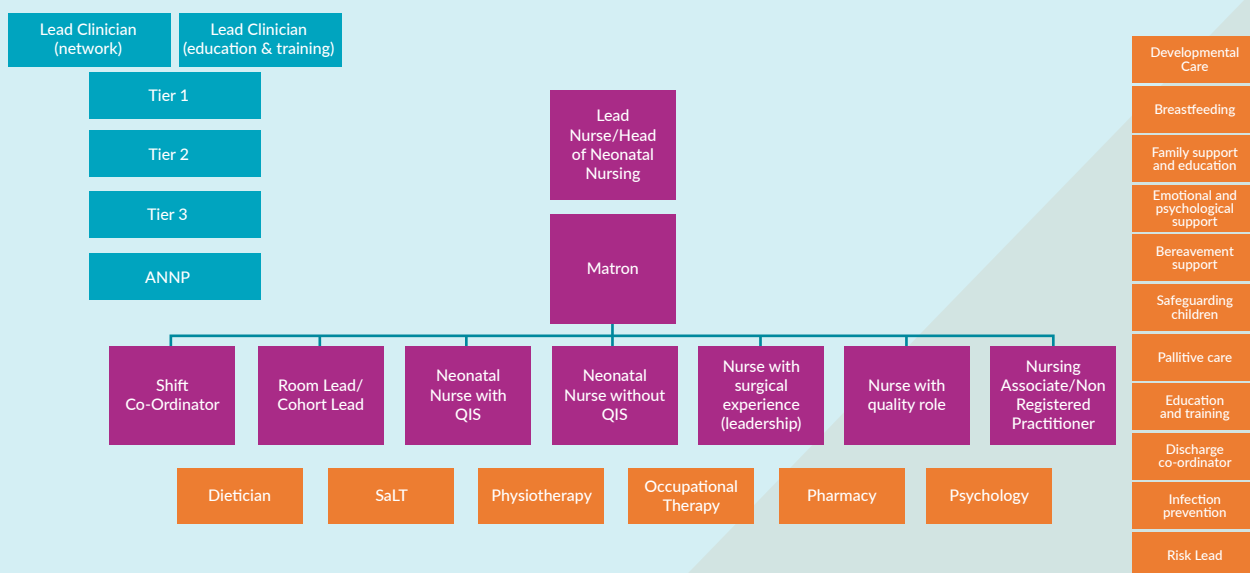 Lead Clinician
(network)
Lead Clinician
(education & training)
Tier 1
Tier 2
Tier 3
ANNP
Lead
Nurse/Head
of Neonatal
Nursing
Matron
Shift
Co-Ordinator
Room Lead/
Cohort Lead
Neonatal
Nurse with
QIS
Neonatal
Nurse without
QIS
Nurse with
surgical
experience
(leadership)
Nurse with
quality role
Nursing
Associate/Non
Registered
Practitioner
Dietician
SaLT
Physiotherapy
Occupational
Therapy
Pharmacy
Psychology
Developmental
Care
Breastfeeding
Family support
and education
Emotional and
psychological
support
Bereavement
support
Safeguarding
children
Pallitive care
Education
and training
Discharge
co-ordinator
Infection
prevention
Risk Lead